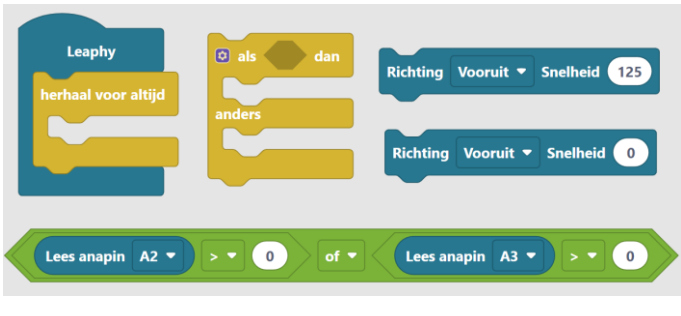 Leaphy
herhaal voor altijd
als dan
anders
Richting Vooruit Snelheid 125
Richting Vooruit Snelheid 0
Lees anapin A2 > 0 of Lees anapin A3 > 0